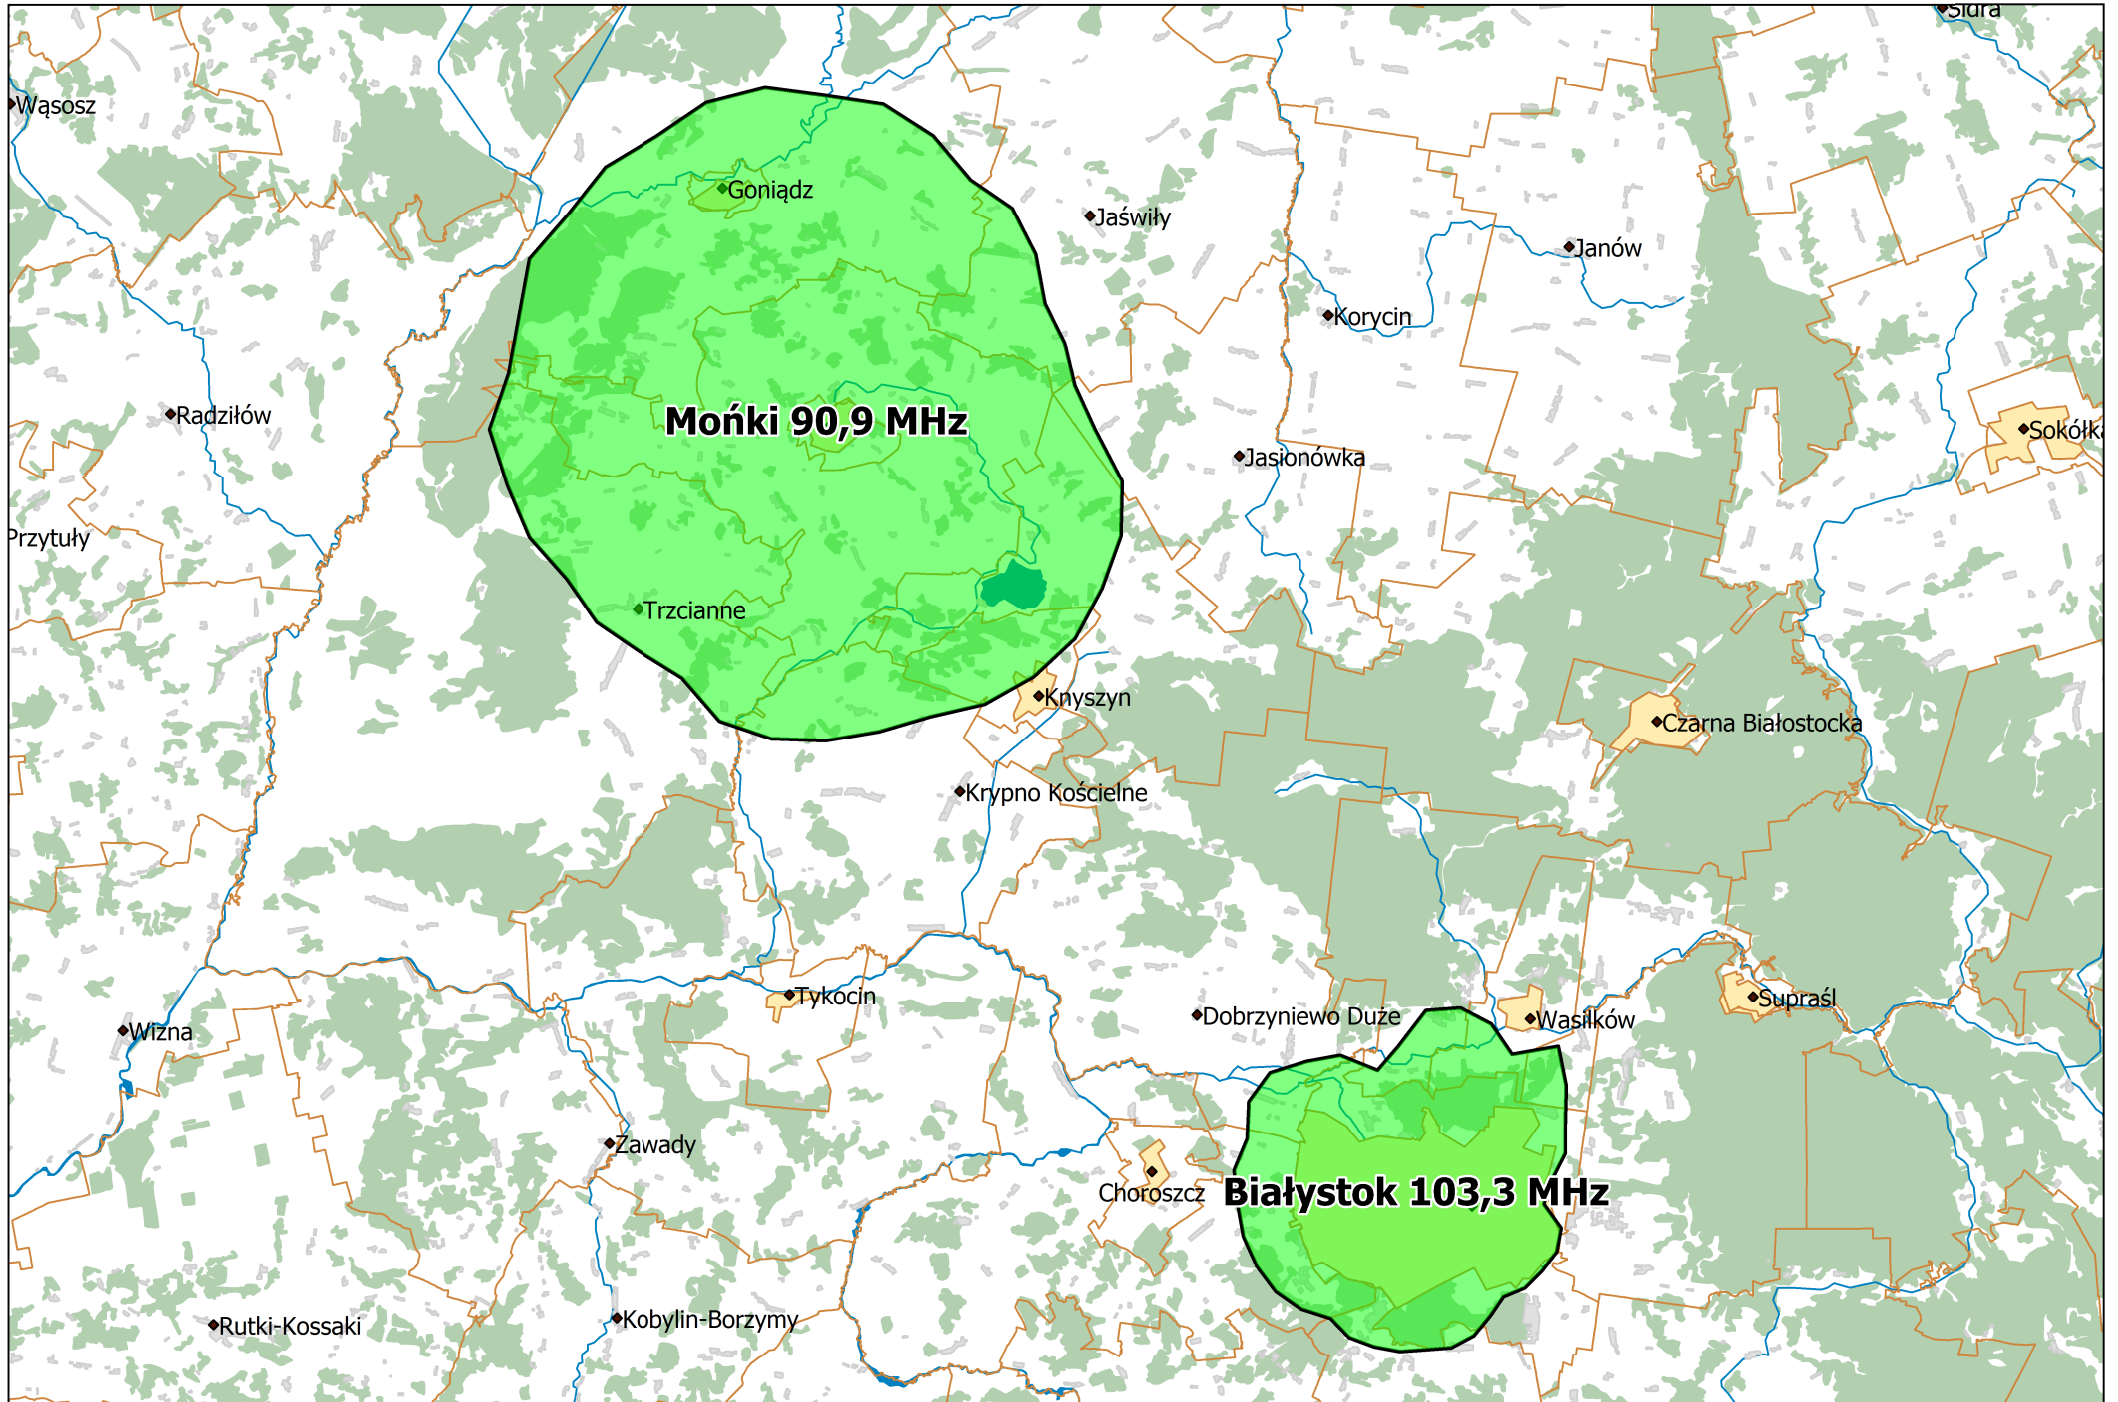 Sidra
Wąsosz
Goniądz
Jaświły
Janów
Korycin
Radziłów
Mońki 90,9 MHz
Sokółka
Jasionówka
Przytuły
Trzcianne
Knyszyn
Czarna Białostocka
Krypno Kościelne
Tykocin
Supraśl
Dobrzyniewo Duże
Wasilków
Wizna
Zawady
Choroszcz
Białystok 103,3 MHz
Kobylin-Borzymy
Rutki-Kossaki